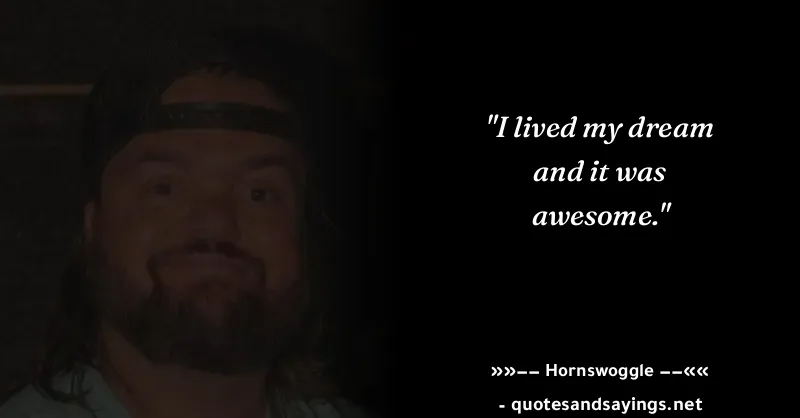 "I lived my dream
and it was
awesome."
»»−− Hornswoggle −−««
- quotesandsayings.net